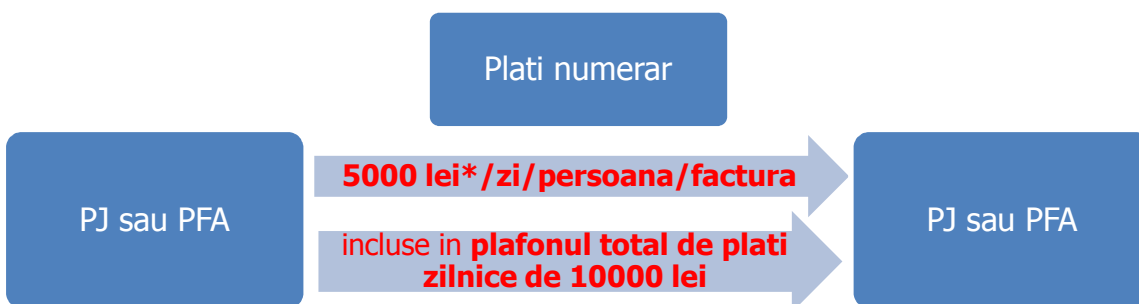 Plati numerar
PJ sau PFA
5000 lei*/zi/persoana/factura
incluse in plafonul total de plati
zilnice de 10000 lei
PJ sau PFA